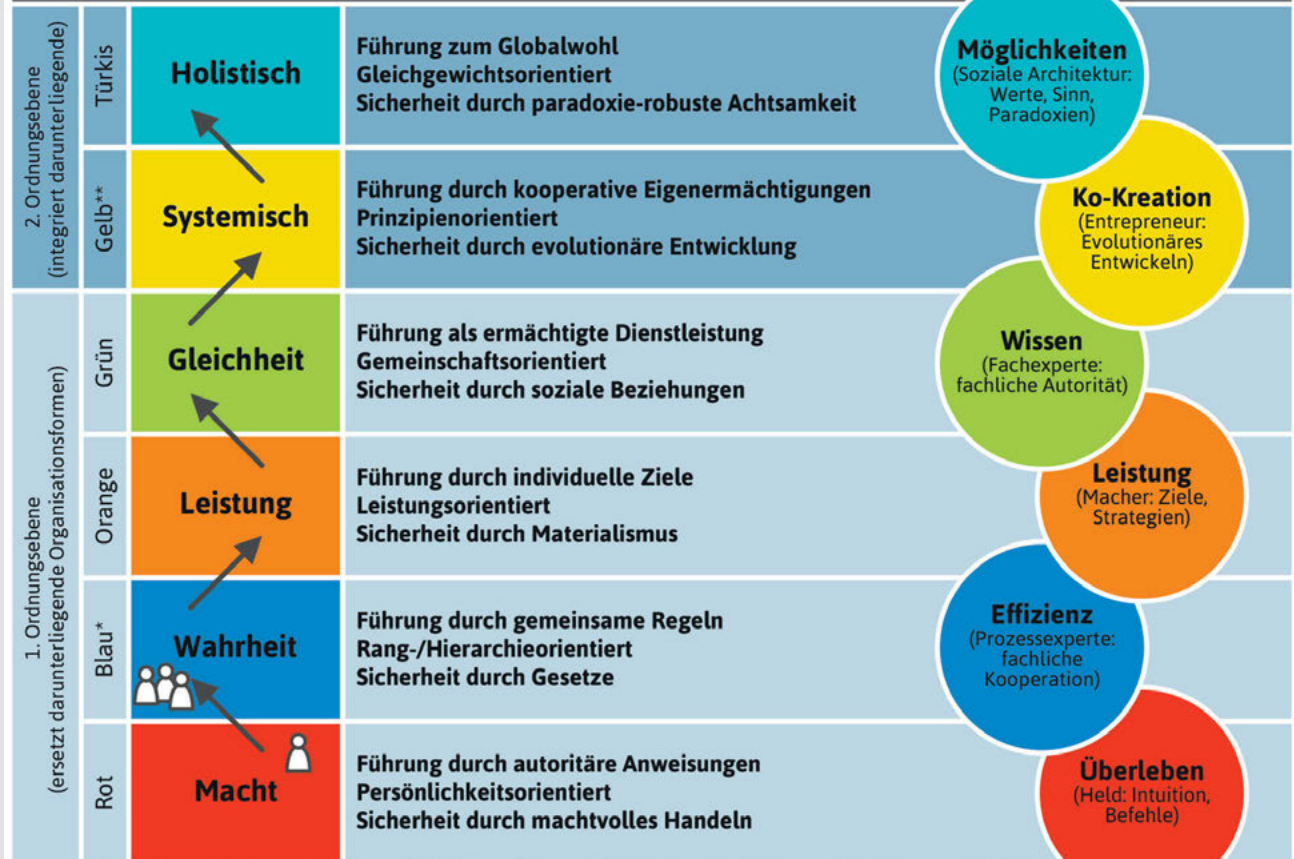 2. Ordnungsebene
(integriert darunterliegende)
Türkis
Holistisch
Führung zum Globalwohl
Gleichgewichtsorientiert
Sicherheit durch paradoxie-robuste Achtsamkeit
Möglichkeiten
(Soziale Architektur:
Werte, Sinn,
Paradoxien)
Gelb**
Systemisch
Führung durch kooperative Eigenermächtigungen
Prinzipienorientiert
Sicherheit durch evolutionäre Entwicklung
Ko-Kreation
(Entrepreneur:
Evolutionäres
Entwickeln)
1. Ordnungsebene
(ersetzt darunterliegende Organisationsformen)
Grün
Gleichheit
Führung als ermächtigte Dienstleistung
Gemeinschaftsorientiert
Sicherheit durch soziale Beziehungen
Wissen
(Fachexperte:
fachliche Autorität)
Orange
Leistung
Führung durch individuelle Ziele
Leistungsorientiert
Sicherheit durch Materialismus
Leistung
(Macher: Ziele,
Strategien)
Blau*
Wahrheit
Führung durch gemeinsame Regeln
Rang-/Hierarchieorientiert
Sicherheit durch Gesetze
Effizienz
(Prozessexperte:
fachliche
Kooperation)
Rot
Macht
Führung durch autoritäre Anweisungen
Persönlichkeitsorientiert
Sicherheit durch machtvolles Handeln
Überleben
(Held: Intuition,
Befehle)